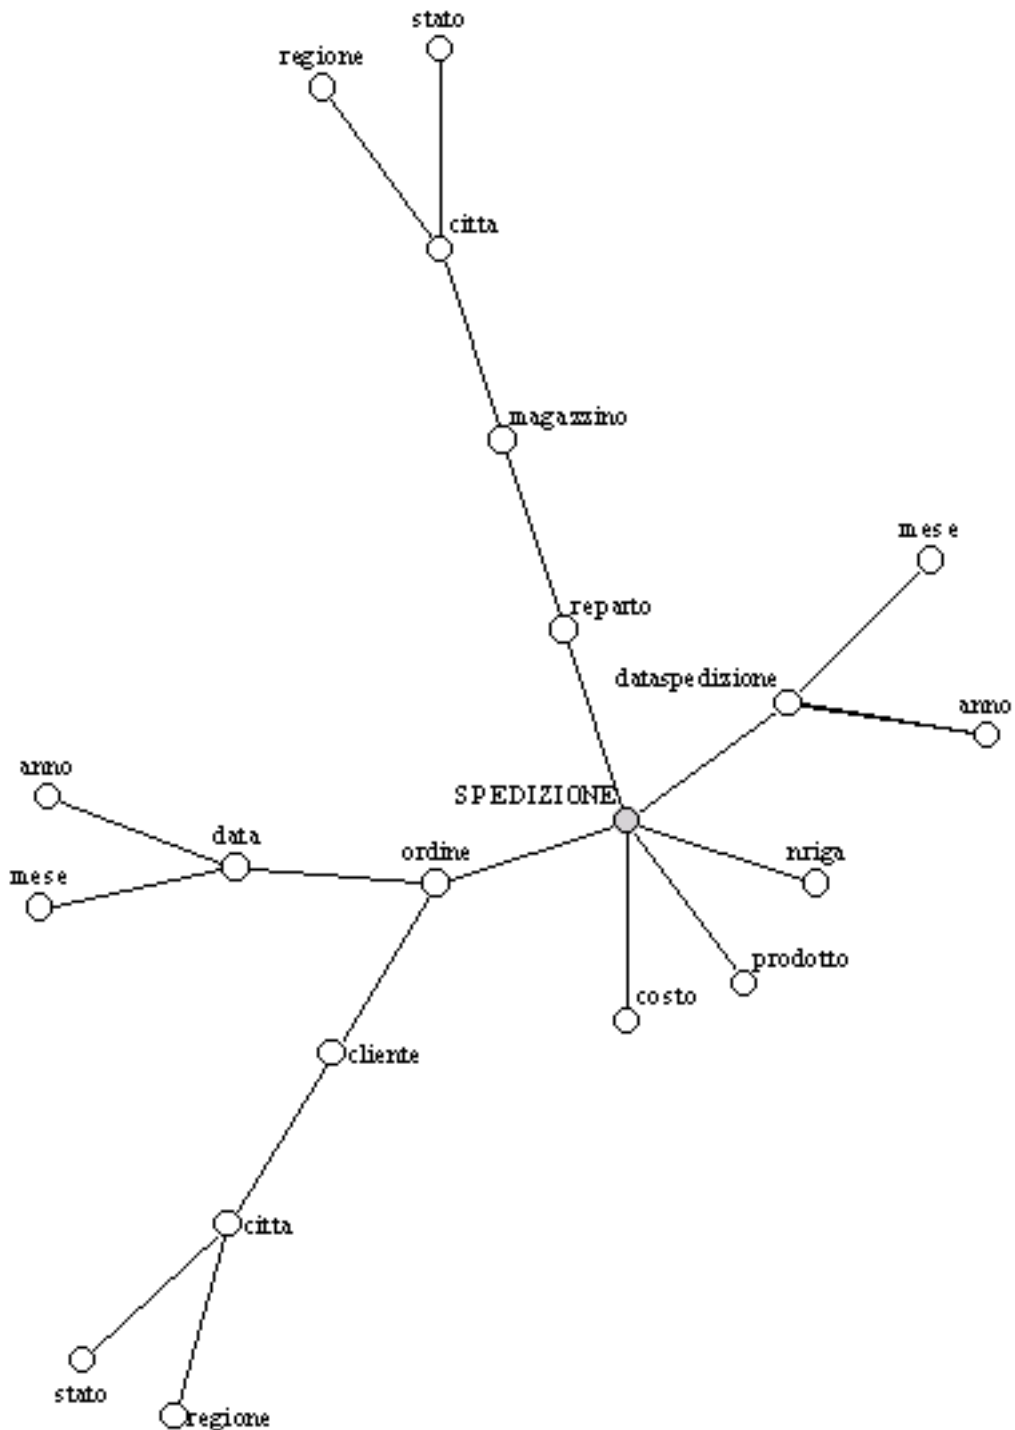 stato
regione
citta
magazzino
mese
reparto
dataspedizione
anno
anno
SPEDIZIONE
data
ordine
nriga
mese
prodotto
costo
cliente
citta
stato
regione